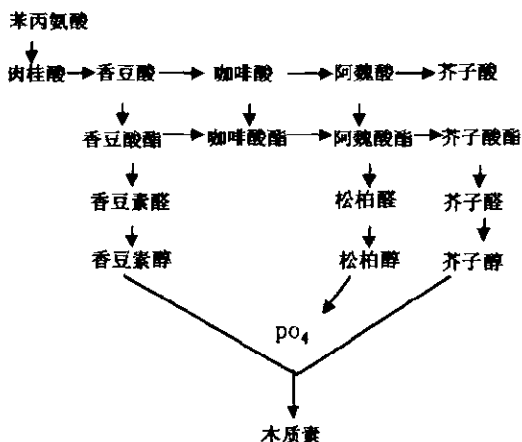 苯丙氨酸
肉桂酸 香豆酸 咖啡酸 阿魏酸 芥子酸
香豆酸酯 咖啡酸酯 阿魏酸酯 芥子酸酯
香豆素醛 松柏醛 芥子醛
香豆素醇 松柏醇 芥子醇
po₄
木质素